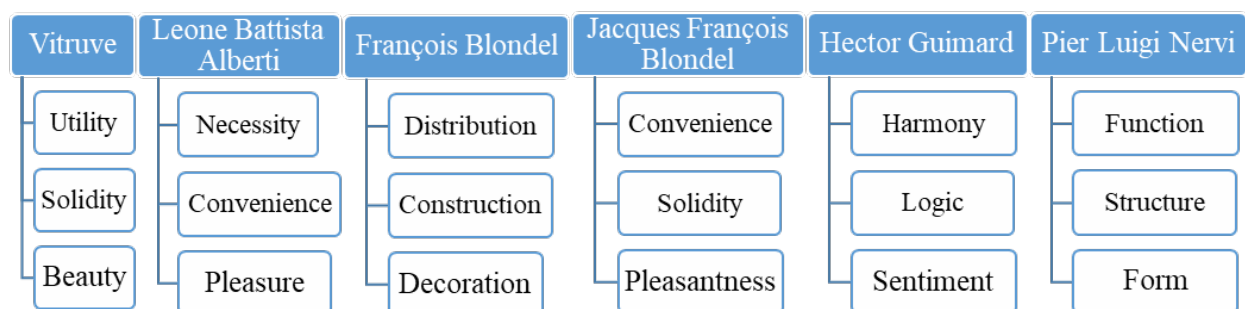 Vitruve
Utility
Solidity
Beauty
Leone Battista
Alberti
Necessity
Convenience
Pleasure
François Blondel
Distribution
Construction
Decoration
Jacques François
Blondel
Convenience
Solidity
Pleasantness
Hector Guimard
Harmony
Logic
Sentiment
Pier Luigi Nervi
Function
Structure
Form